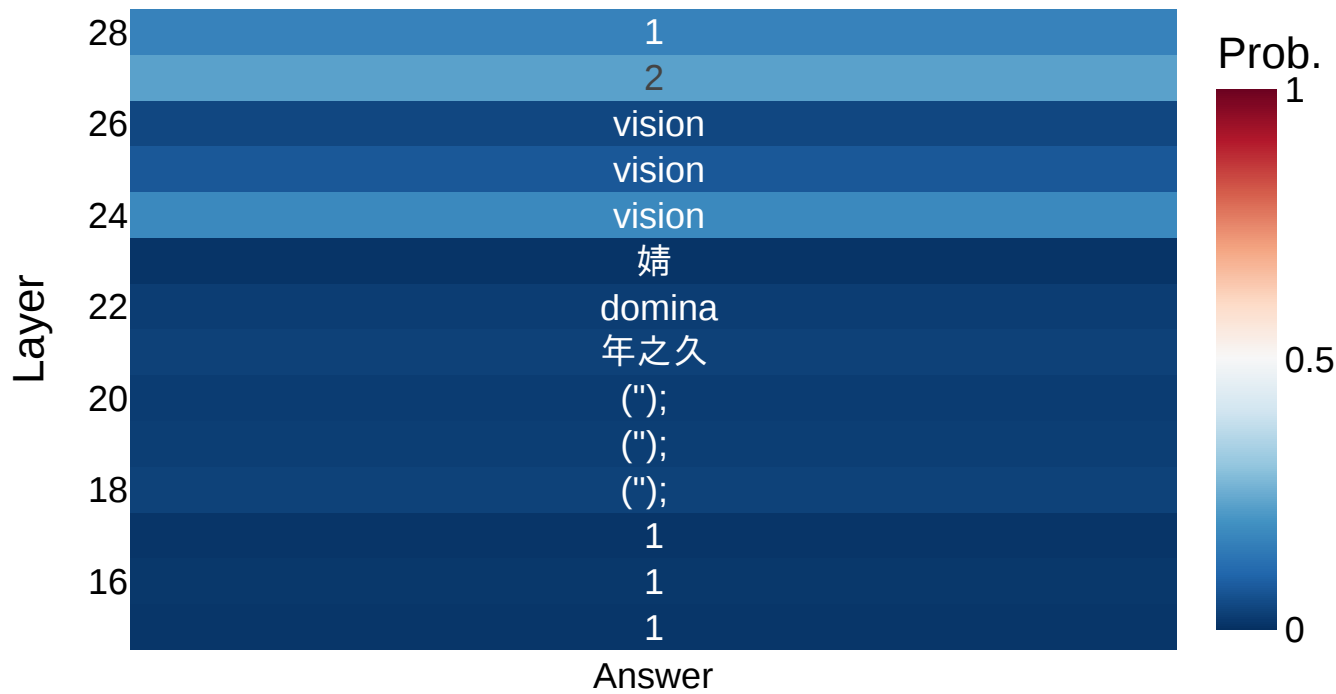 Layer
28
26
24
22
20
18
16
1
2
vision
vision
vision
婧
domina
年之久
('');
('');
('');
1
1
1
Answer
Prob.
1
0.5
0